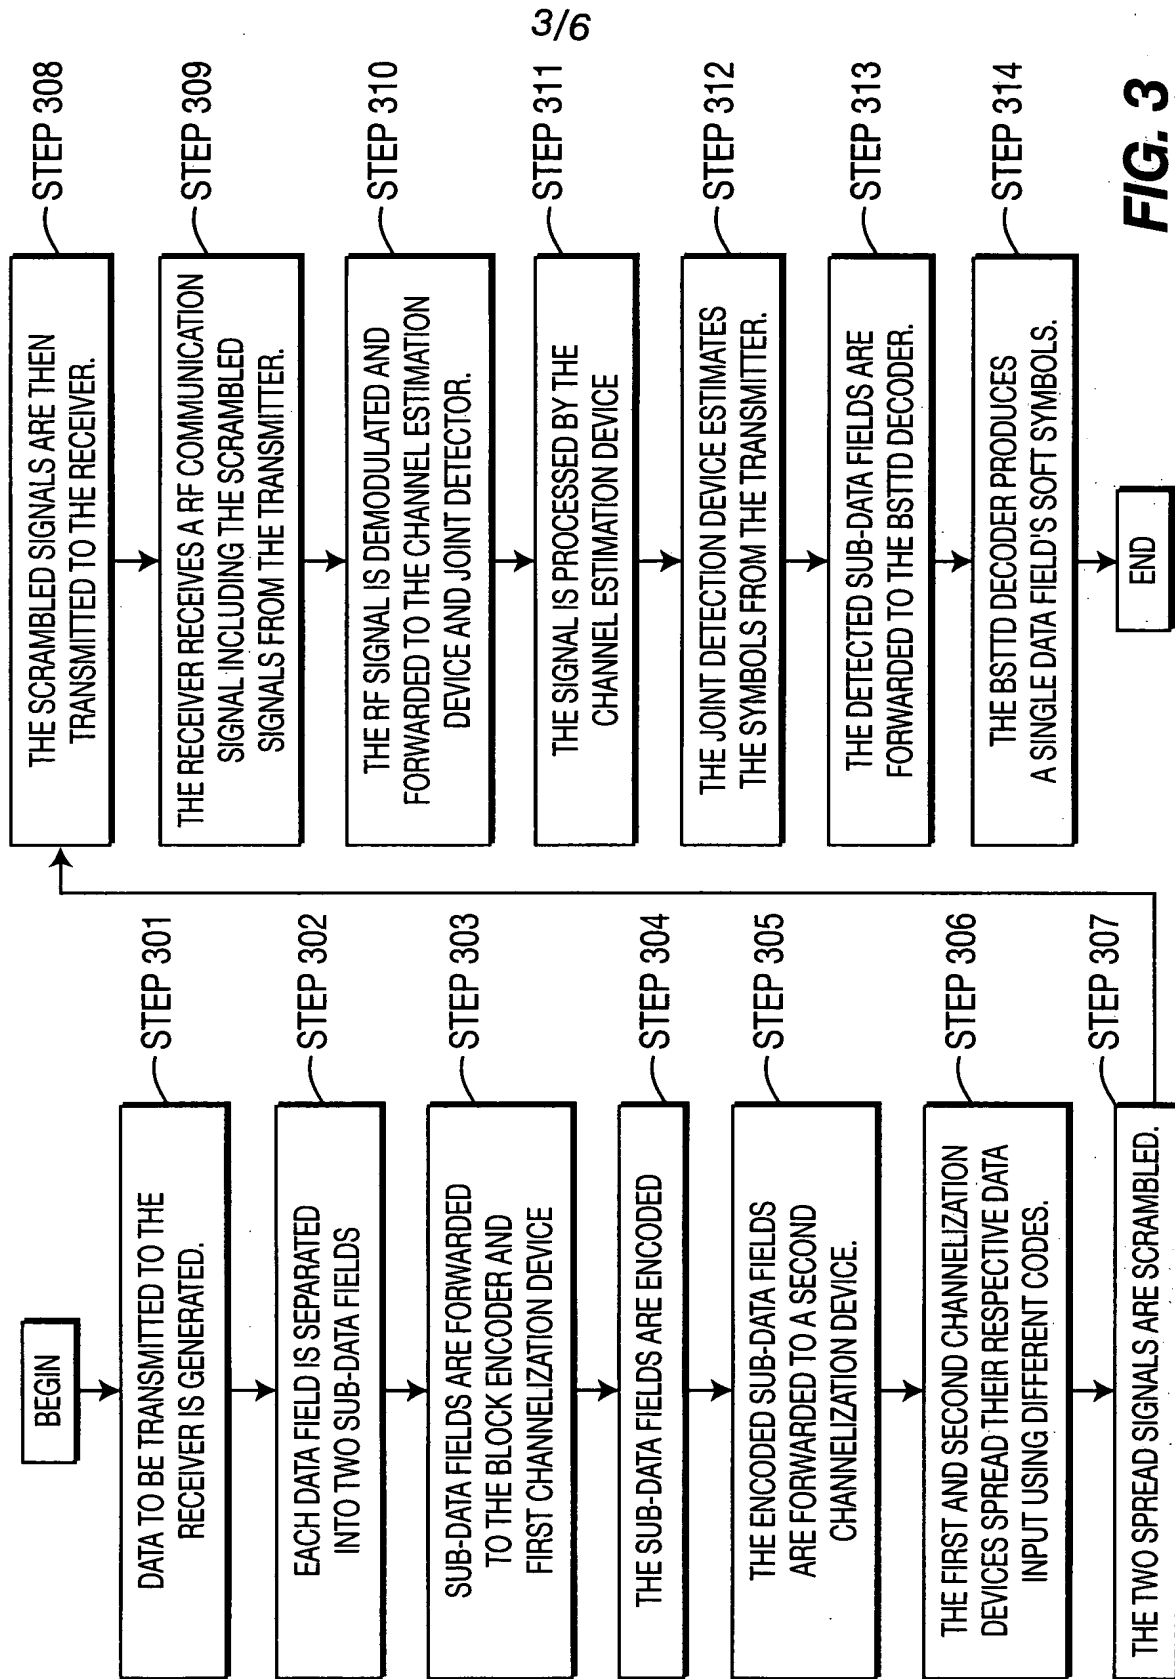 3/6
BEGIN
DATA TO BE TRANSMITTED TO THE
RECEIVER IS GENERATED.
STEP 301
EACH DATA FIELD IS SEPARATED
INTO TWO SUB-DATA FIELDS
STEP 302
SUB-DATA FIELDS ARE FORWARDED
TO THE BLOCK ENCODER AND
FIRST CHANNELIZATION DEVICE
STEP 303
THE SUB-DATA FIELDS ARE ENCODED
STEP 304
THE ENCODED SUB-DATA FIELDS
ARE FORWARDED TO A SECOND
CHANNELIZATION DEVICE.
STEP 305
THE FIRST AND SECOND CHANNELIZATION
DEVICES SPREAD THEIR RESPECTIVE DATA
INPUT USING DIFFERENT CODES.
STEP 306
THE TWO SPREAD SIGNALS ARE SCRAMBLED.
STEP 307
THE SCRAMBLED SIGNALS ARE THEN
TRANSMITTED TO THE RECEIVER.
STEP 308
THE RECEIVER RECEIVES A RF COMMUNICATION
SIGNAL INCLUDING THE SCRAMBLED
SIGNALS FROM THE TRANSMITTER.
STEP 309
THE RF SIGNAL IS DEMODULATED AND
FORWARDED TO THE CHANNEL ESTIMATION
DEVICE AND JOINT DETECTOR.
STEP 310
THE SIGNAL IS PROCESSED BY THE
CHANNEL ESTIMATION DEVICE
STEP 311
THE JOINT DETECTION DEVICE ESTIMATES
THE SYMBOLS FROM THE TRANSMITTER.
STEP 312
THE DETECTED SUB-DATA FIELDS ARE
FORWARDED TO THE BSTTD DECODER.
STEP 313
THE BSTTD DECODER PRODUCES
A SINGLE DATA FIELD'S SOFT SYMBOLS.
STEP 314
END
FIG. 3